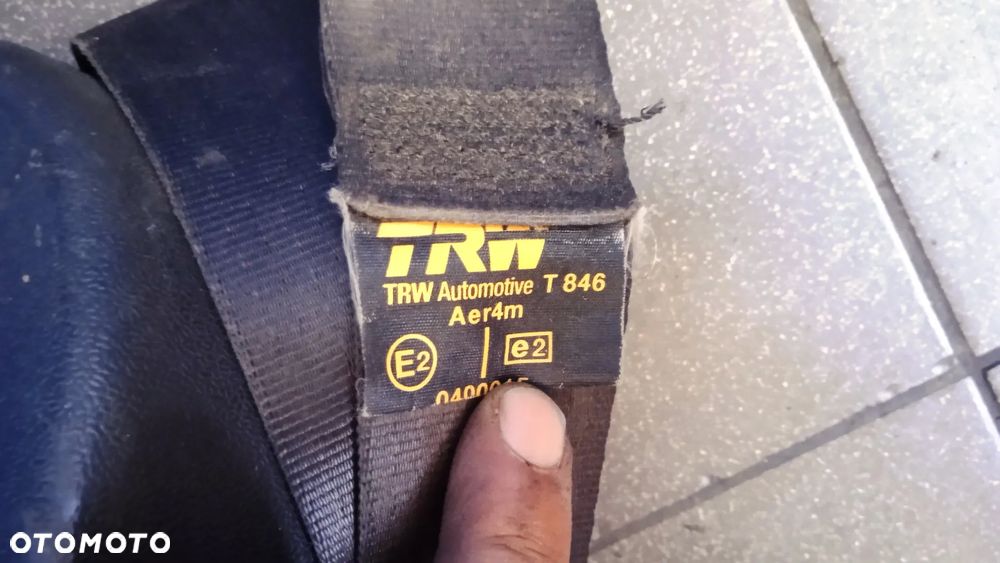 TRW
TRW Automotive T 846
Aer4m
E2 e2
OTOMOTO